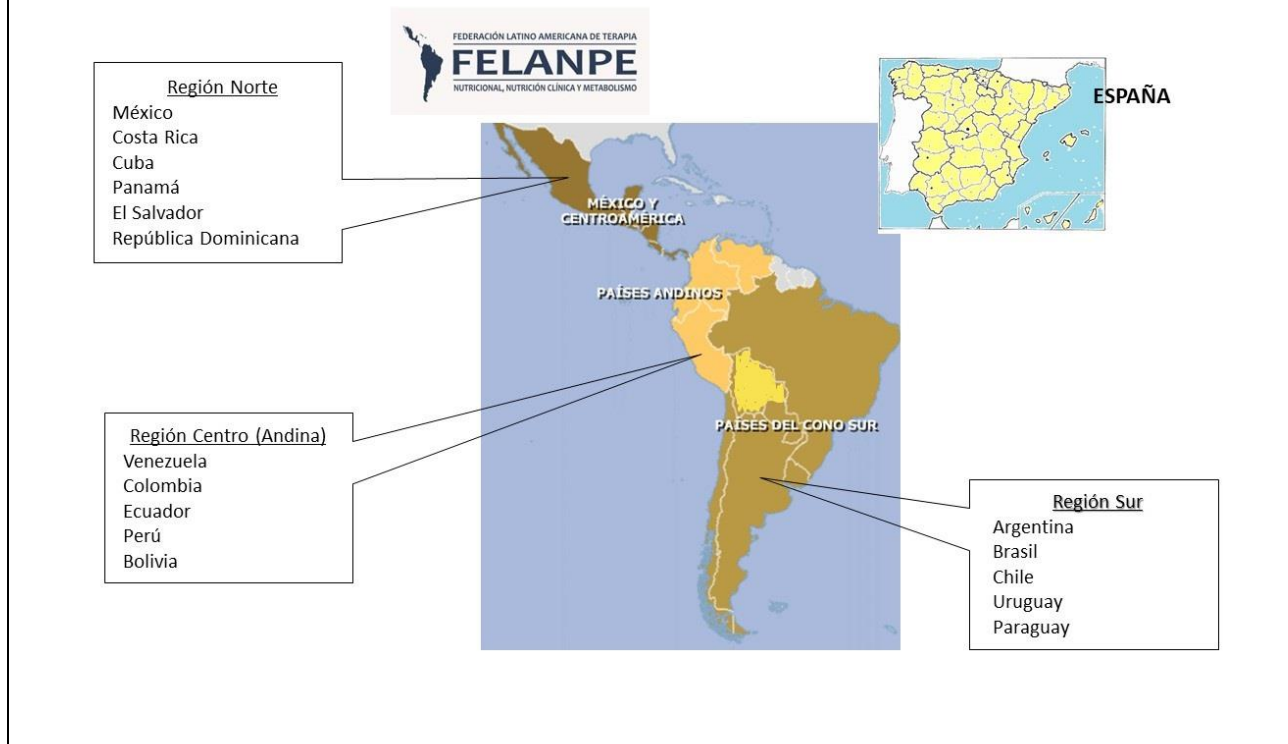 FEDERACIÓN LATINO AMERICANA DE TERAPIA
FELANPE
NUTRICIONAL, NUTRICIÓN CLÍNICA Y METABOLISMO
ESPAÑA
Región Norte
México
Costa Rica
Cuba
Panamá
El Salvador
República Dominicana
MÉXICO Y
CENTROAMÉRICA
PAÍSES ANDINOS
PAÍSES DEL CONO SUR
Región Centro (Andina)
Venezuela
Colombia
Ecuador
Perú
Bolivia
Región Sur
Argentina
Brasil
Chile
Uruguay
Paraguay